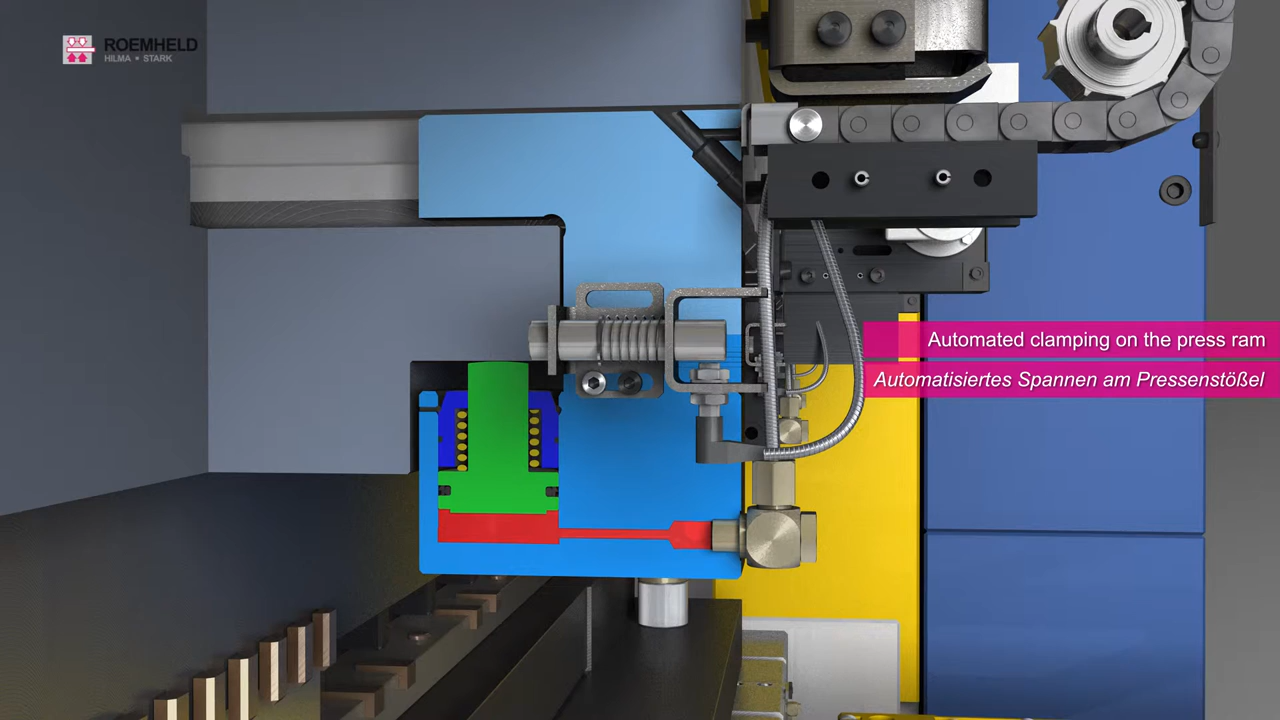 ROEMHELD
HILMA • STARK
Automated clamping on the press ram
Automatisiertes Spannen am Pressenstößel